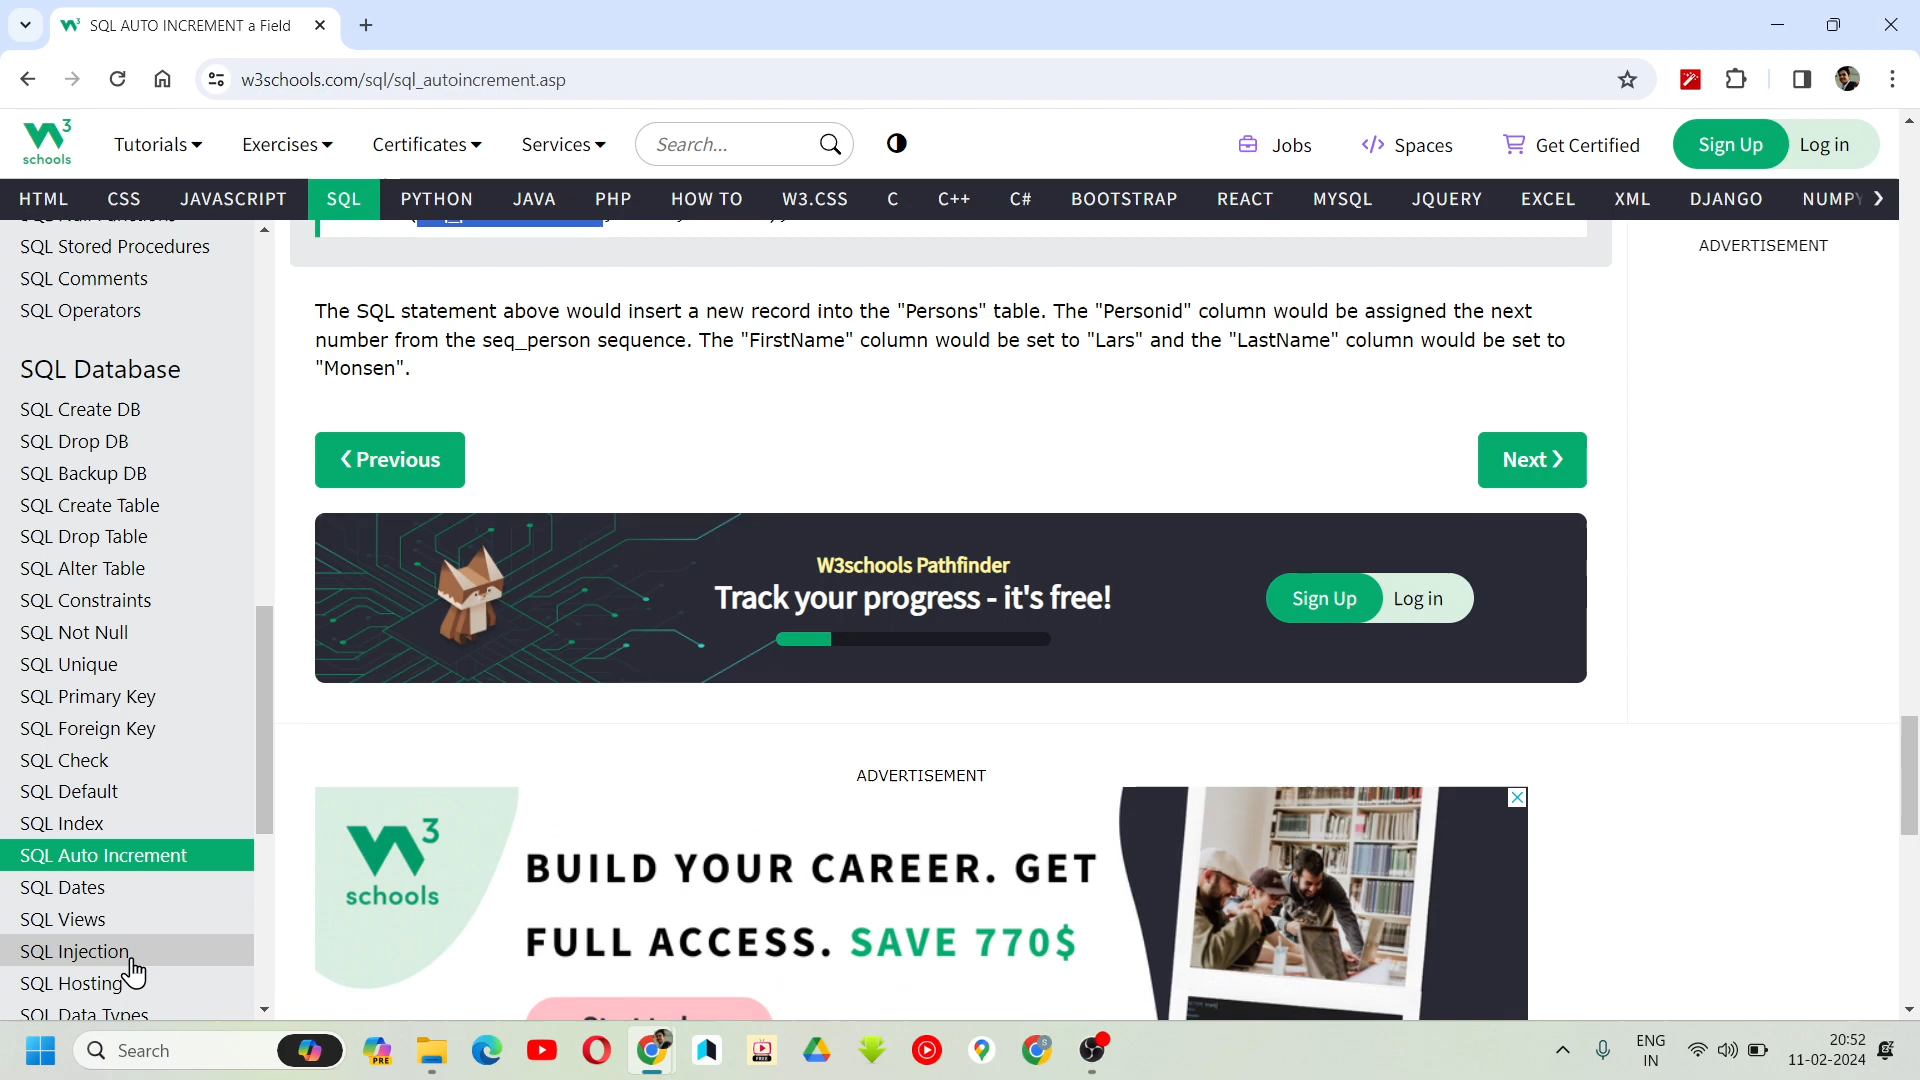 SQL AUTO INCREMENT a Field
w3schools.com/sql/sql_autoincrement.asp
W3 schools
Tutorials
Exercises
Certificates
Services
Search...
Jobs
Spaces
Get Certified
Sign Up
Log in
HTML CSS JAVASCRIPT SQL PYTHON JAVA PHP HOW TO W3.CSS C C++ C# BOOTSTRAP REACT MYSQL JQUERY EXCEL XML DJANGO NUMPY
SQL Stored Procedures
SQL Comments
SQL Operators
SQL Database
SQL Create DB
SQL Drop DB
SQL Backup DB
SQL Create Table
SQL Drop Table
SQL Alter Table
SQL Constraints
SQL Not Null
SQL Unique
SQL Primary Key
SQL Foreign Key
SQL Check
SQL Default
SQL Index
SQL Auto Increment
SQL Dates
SQL Views
SQL Injection
SQL Hosting
SQL Data Types
The SQL statement above would insert a new record into the "Persons" table. The "Personid" column would be assigned the next
number from the seq_person sequence. The "FirstName" column would be set to "Lars" and the "LastName" column would be set to
"Monsen".
❮ Previous
Next ❯
W3schools Pathfinder
Track your progress - it's free!
Sign Up
Log in
ADVERTISEMENT
ADVERTISEMENT
W3 schools
BUILD YOUR CAREER. GET
FULL ACCESS. SAVE 770$
Search
PRE
FREE
S
ENG
IN
20:52
11-02-2024